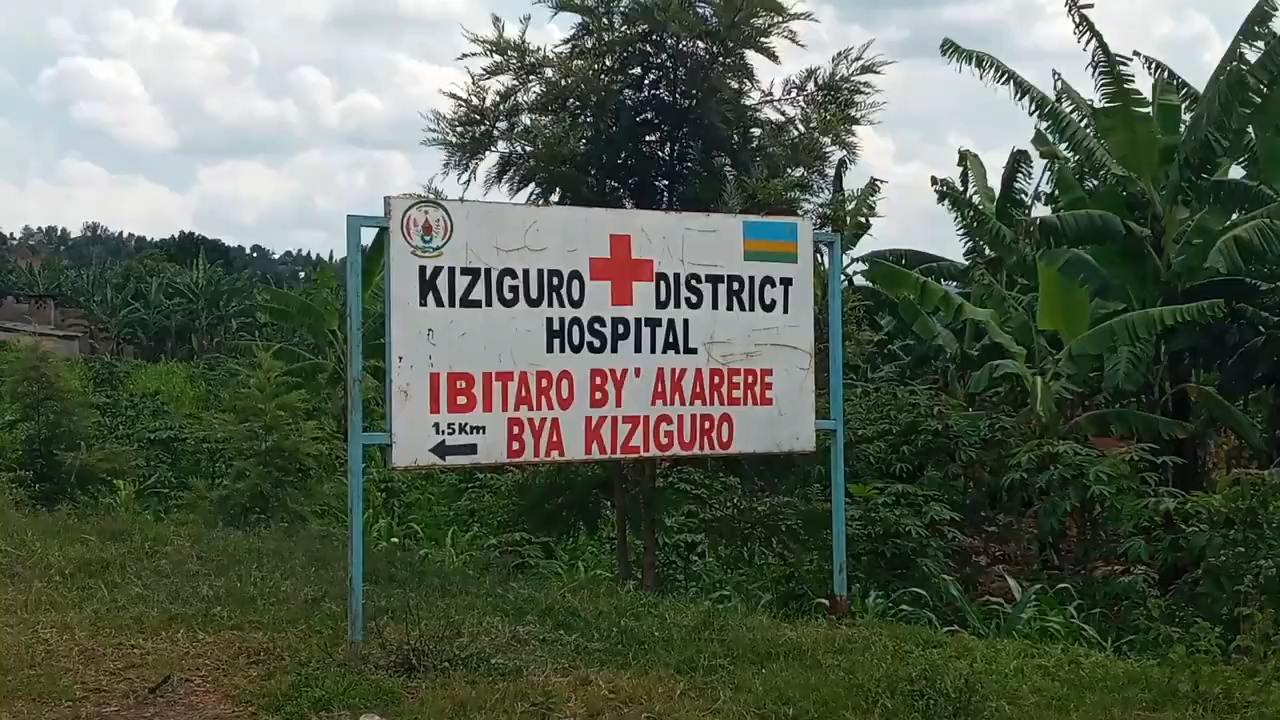 KIZIGURO DISTRICT
HOSPITAL
IBITARO BY' AKARERE
1,5Km
BYA KIZIGURO